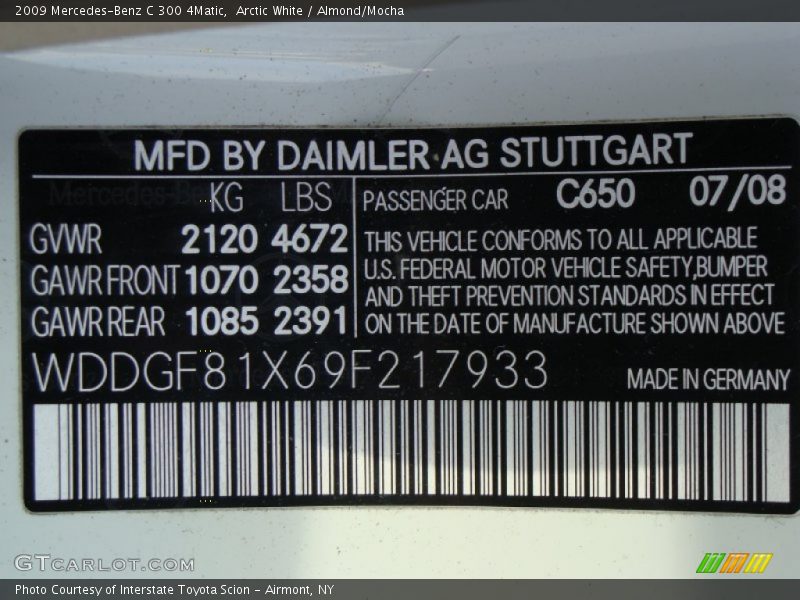 2009 Mercedes-Benz C 300 4Matic,  Arctic White / Almond/Mocha
MFD BY DAIMLER AG STUTTGART
KG LBS
GVWR 2120 4672
GAWR FRONT 1070 2358
GAWR REAR 1085 2391
PASSENGER CAR C650 07/08
THIS VEHICLE CONFORMS TO ALL APPLICABLE
U.S. FEDERAL MOTOR VEHICLE SAFETY,BUMPER
AND THEFT PREVENTION STANDARDS IN EFFECT
ON THE DATE OF MANUFACTURE SHOWN ABOVE
WDDGF81X69F217933
MADE IN GERMANY
GTCARLOT.COM
Photo Courtesy of Interstate Toyota Scion - Airmont, NY